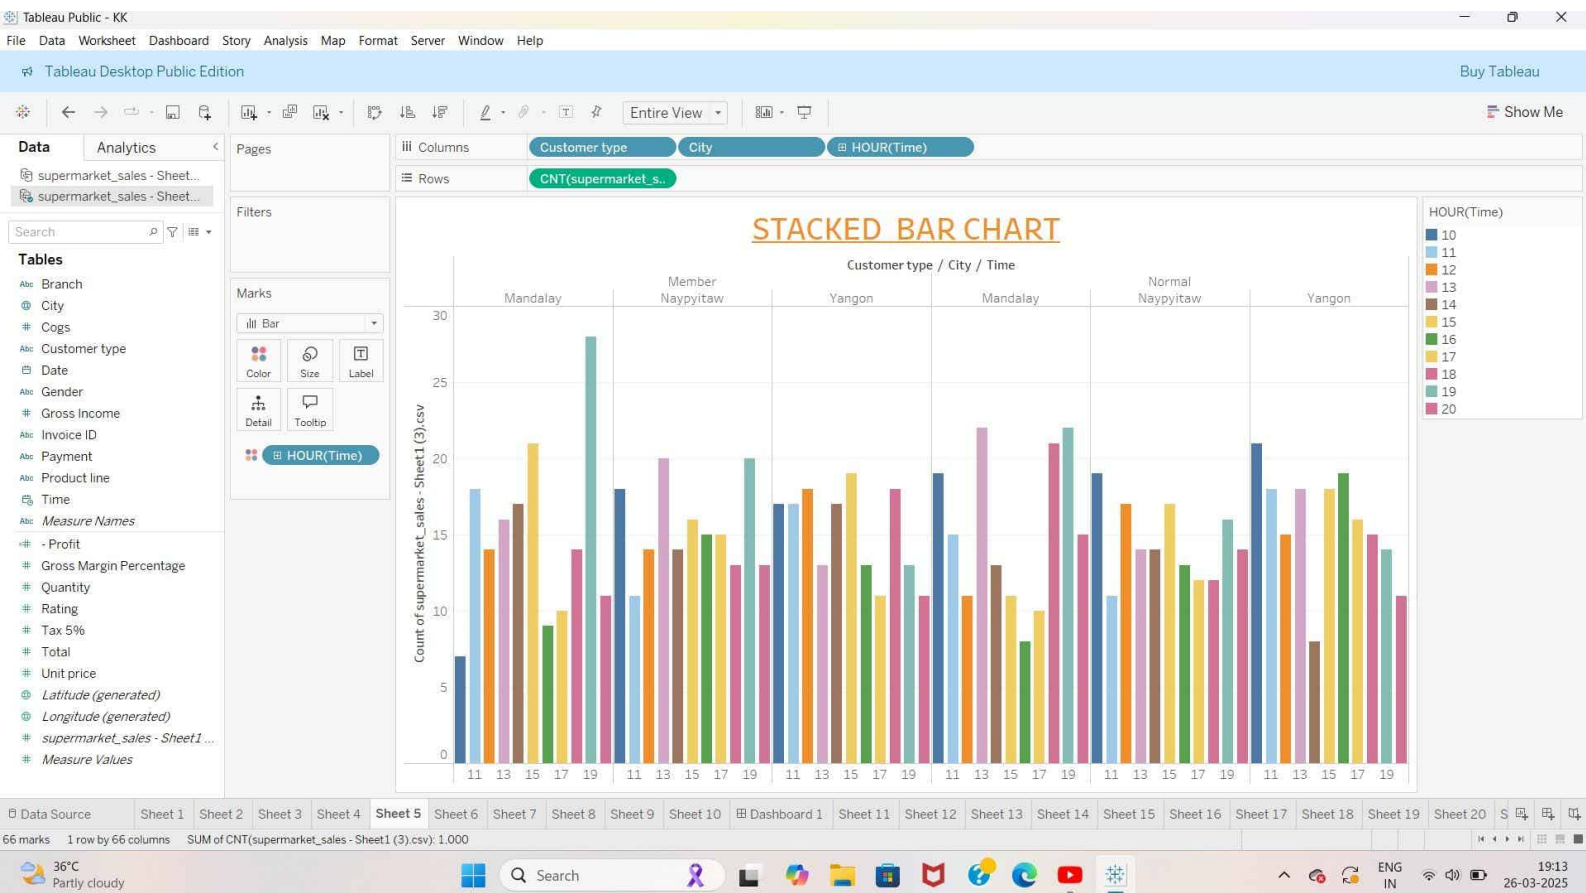 Tableau Public - KK
File Data Worksheet Dashboard Story Analysis Map Format Server Window Help
Tableau Desktop Public Edition
Buy Tableau
Entire View
Show Me
Data Analytics
supermarket_sales - Sheet...
supermarket_sales - Sheet...
Search
Tables
Abc Branch
City
# Cogs
Abc Customer type
Date
Abc Gender
# Gross Income
Abc Invoice ID
Abc Payment
Abc Product line
Time
Abc Measure Names
=# - Profit
# Gross Margin Percentage
# Quantity
# Rating
# Tax 5%
# Total
# Unit price
Latitude (generated)
Longitude (generated)
# supermarket_sales - Sheet1 ...
# Measure Values
Pages
Filters
Marks
Bar
Color Size Label
Detail Tooltip
HOUR(Time)
Columns Customer type City HOUR(Time)
Rows CNT(supermarket_s..
STACKED BAR CHART
Customer type / City / Time
Member Normal
Mandalay Naypyitaw Yangon Mandalay Naypyitaw Yangon
Count of supermarket_sales - Sheet1 (3).csv
30
25
20
15
10
5
0
11 13 15 17 19 11 13 15 17 19 11 13 15 17 19 11 13 15 17 19 11 13 15 17 19 11 13 15 17 19
HOUR(Time)
10
11
12
13
14
15
16
17
18
19
20
Data Source Sheet 1 Sheet 2 Sheet 3 Sheet 4 Sheet 5 Sheet 6 Sheet 7 Sheet 8 Sheet 9 Sheet 10 Dashboard 1 Sheet 11 Sheet 12 Sheet 13 Sheet 14 Sheet 15 Sheet 16 Sheet 17 Sheet 18 Sheet 19 Sheet 20 S
66 marks 1 row by 66 columns SUM of CNT(supermarket_sales - Sheet1 (3).csv): 1,000
36°C
Partly cloudy
Search
ENG
IN
19:13
26-03-2025